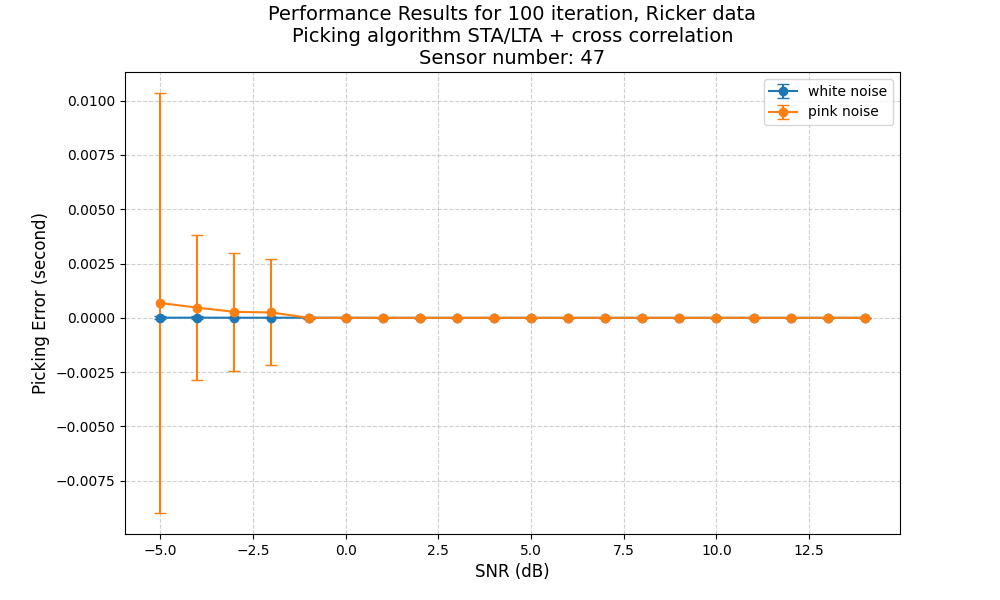 Performance Results for 100 iteration, Ricker data
Picking algorithm STA/LTA + cross correlation
Sensor number: 47
white noise
pink noise
0.0100
0.0075
0.0050
0.0025
0.0000
−0.0025
−0.0050
−0.0075
Picking Error (second)
−5.0
−2.5
0.0
2.5
5.0
7.5
10.0
12.5
SNR (dB)